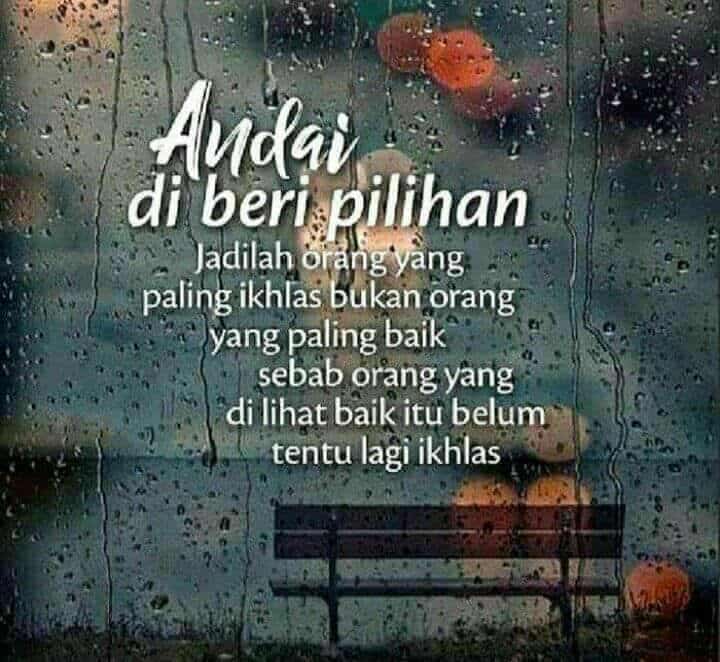 Andai
di beri pilihan
Jadilah orang yang
paling ikhlas bukan orang
yang paling baik
sebab orang yang
di lihat baik itu belum
tentu lagi ikhlas